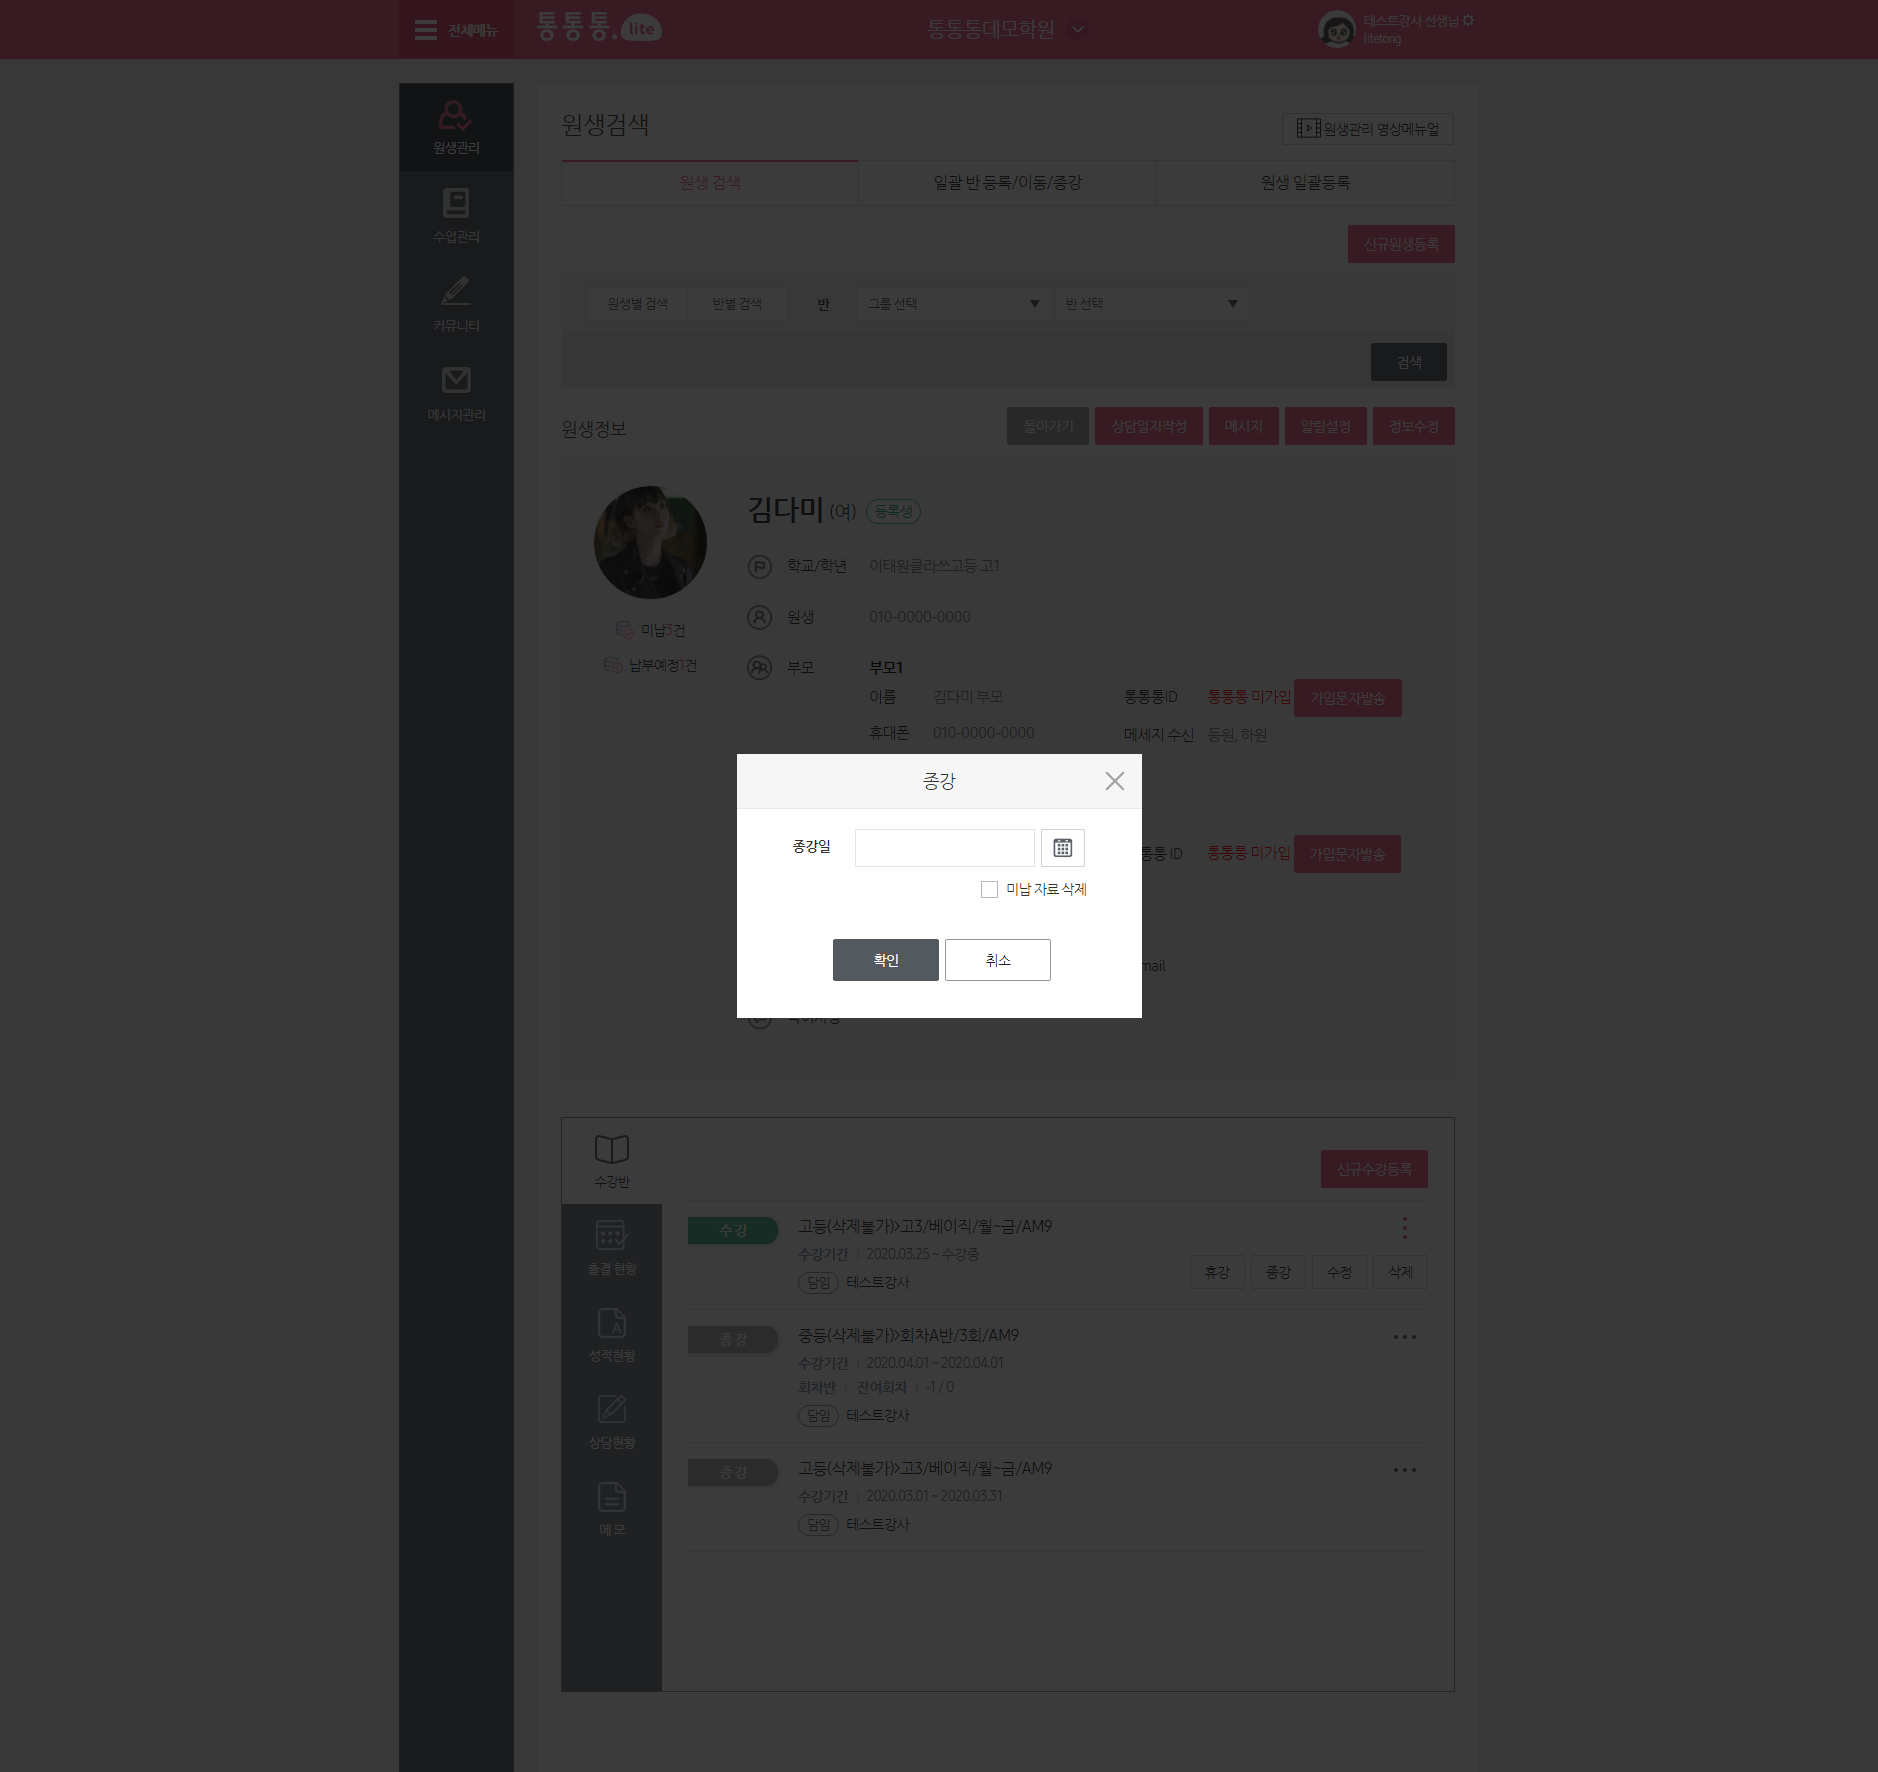 전체메뉴
통통통.lite
통통통데모학원
테스트강사 선생님
litetong
원생관리
수업관리
커뮤니티
메시지관리
원생검색
원생관리 영상메뉴얼
원생 검색
일괄 반 등록/이동/종강
원생 일괄등록
신규원생등록
원생별 검색
반별 검색
반
그룹 선택
반 선택
검색
원생정보
돌아가기
상담일지작성
메시지
알림설정
정보수정
김다미 (여) 등록생
미납3건
납부예정1건
학교/학년 이태원클라쓰고등 고1
원생 010-0000-0000
부모 부모1
이름 김다미 부모 통통통ID 통통통 미가입 가입문자발송
휴대폰 010-0000-0000 메세지 수신 등원, 하원
종강
종강일
미납 자료 삭제
확인
취소
통통 ID 통통통 미가입 가입문자발송
mail
수강반
출결 현황
성적현황
상담현황
메모
신규수강등록
수강 고등(삭제불가)>고3/베이직/월~금/AM9
수강기간 | 2020.03.25 ~ 수강중
담임 테스트강사
휴강 종강 수정 삭제
종강 중등(삭제불가)>회차A반/3회/AM9
수강기간 | 2020.04.01 ~ 2020.04.01
회차반 | 잔여회차 | -1 / 0
담임 테스트강사
종강 고등(삭제불가)>고3/베이직/월~금/AM9
수강기간 | 2020.03.01 ~ 2020.03.31
담임 테스트강사